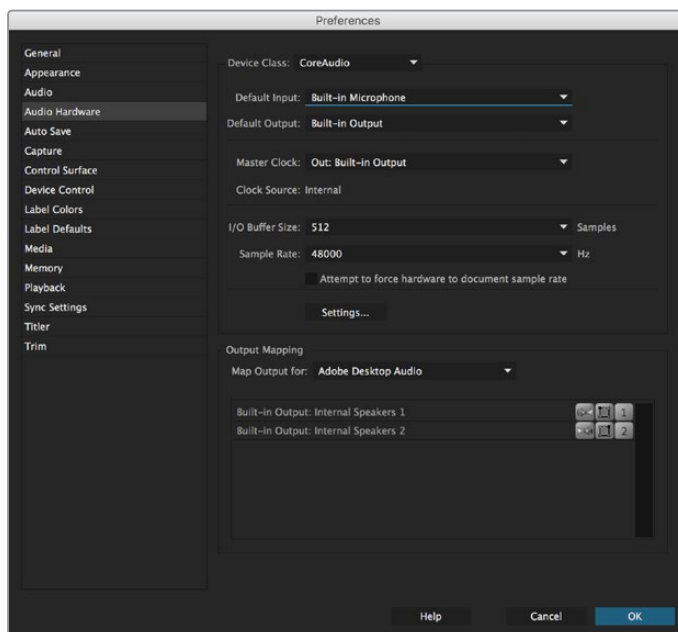 Preferences
General
Appearance
Audio
Audio Hardware
Auto Save
Capture
Control Surface
Device Control
Label Colors
Label Defaults
Media
Memory
Playback
Sync Settings
Titler
Trim
Device Class: CoreAudio
Default Input: Built-in Microphone
Default Output: Built-in Output
Master Clock: Out: Built-in Output
Clock Source: Internal
I/O Buffer Size: 512 Samples
Sample Rate: 48000 Hz
Attempt to force hardware to document sample rate
Settings...
Output Mapping
Map Output for: Adobe Desktop Audio
Built-in Output: Internal Speakers 1 1
Built-in Output: Internal Speakers 2 2
Help Cancel OK